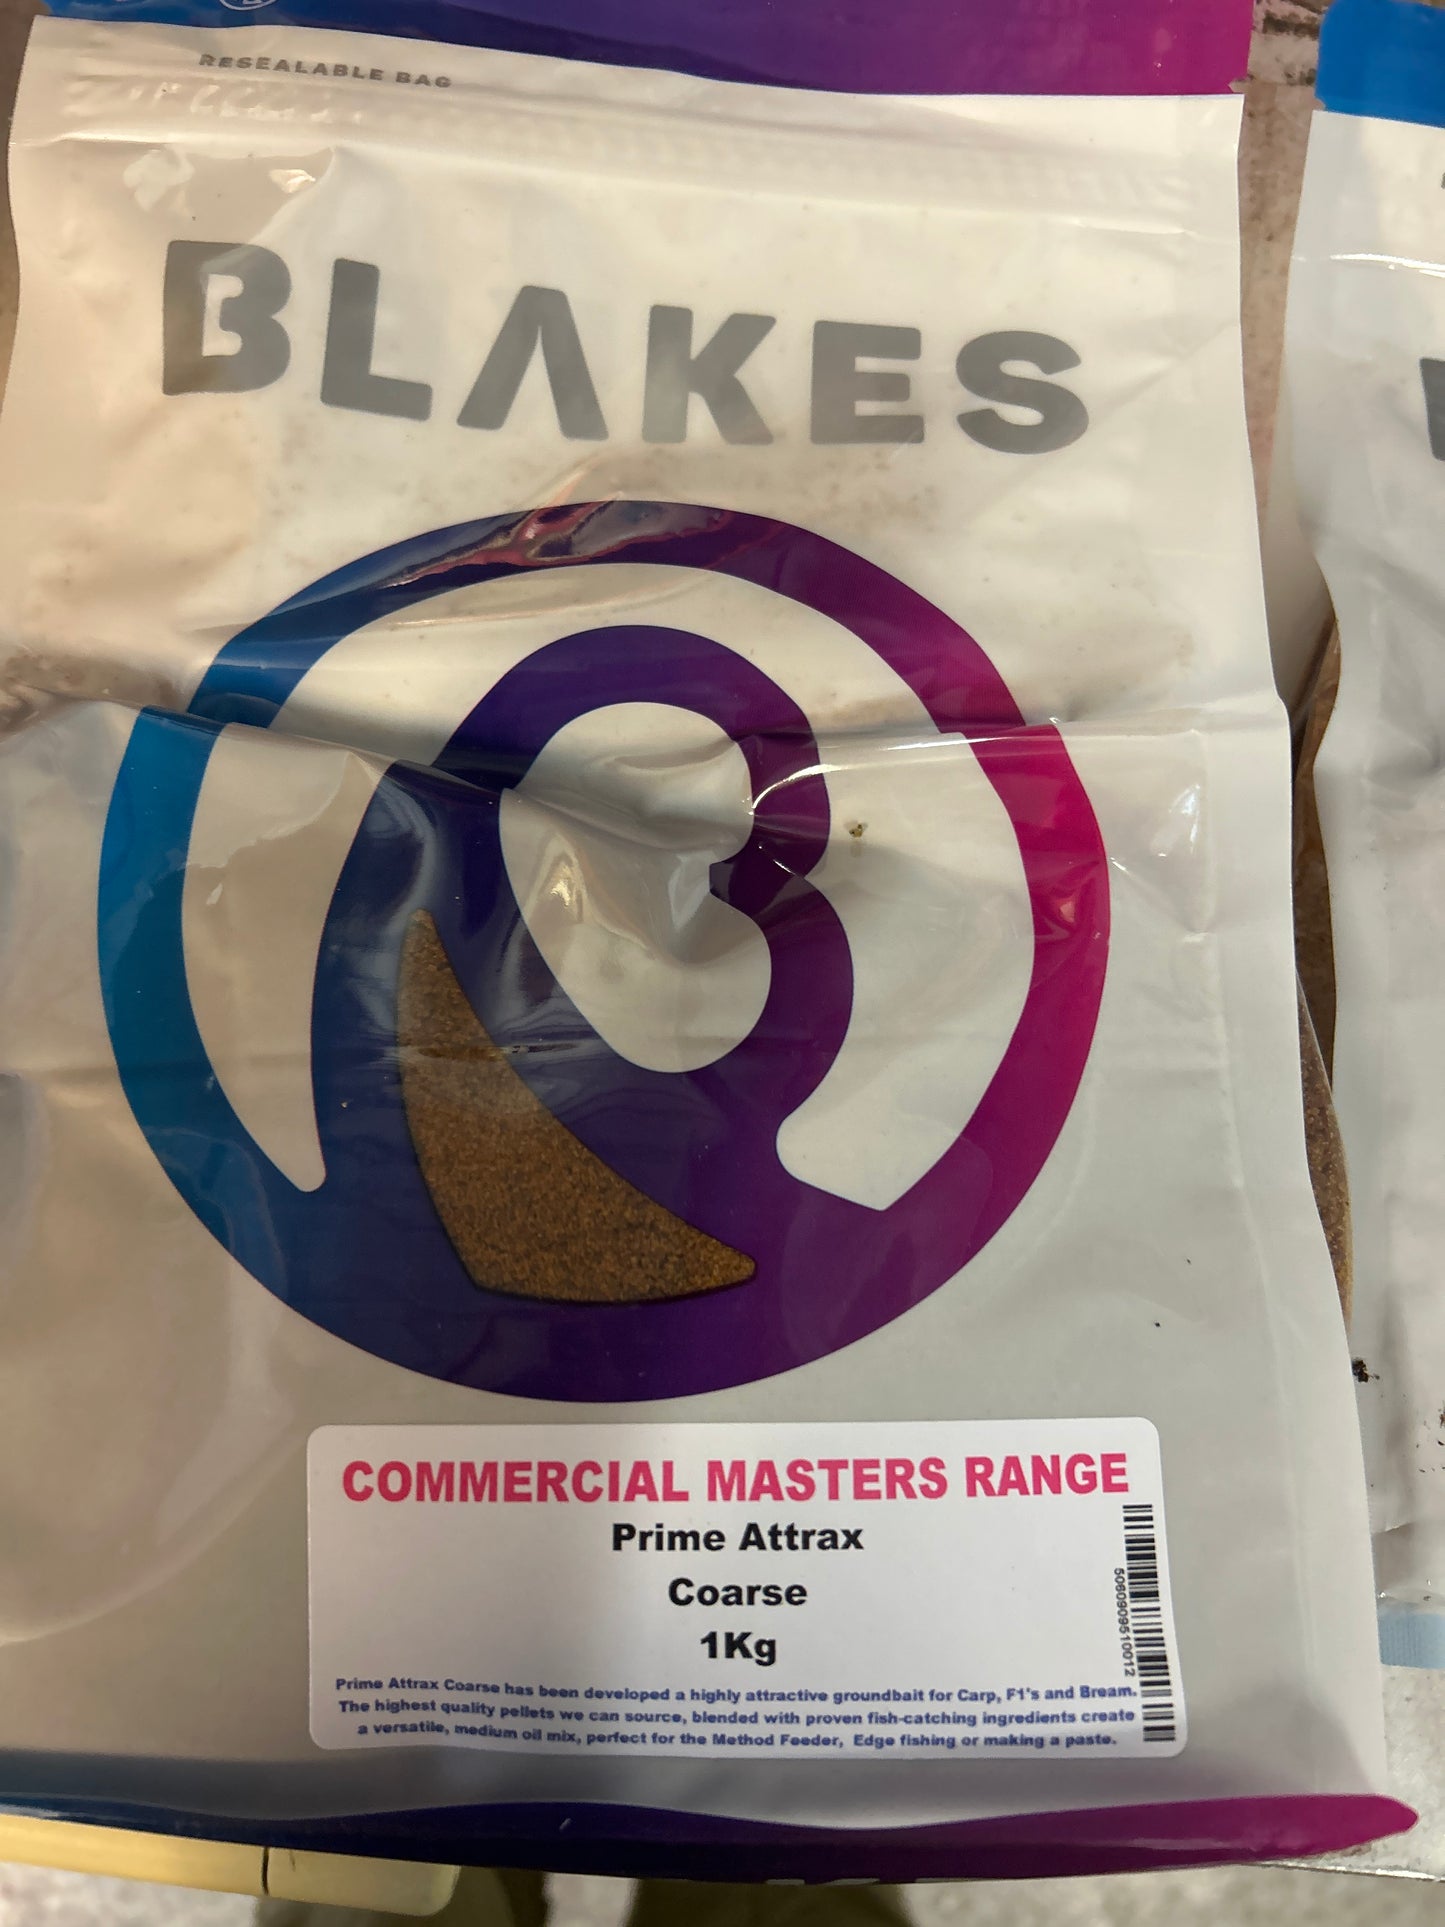 RESEALABLE BAG
BLAKES
COMMERCIAL MASTERS RANGE
Prime Attrax
Coarse
1Kg
5060909510012
Prime Attrax Coarse has been developed a highly attractive groundbait for Carp, F1's and Bream.
The highest quality pellets we can source, blended with proven fish-catching ingredients create
a versatile, medium oil mix, perfect for the Method Feeder, Edge fishing or making a paste.